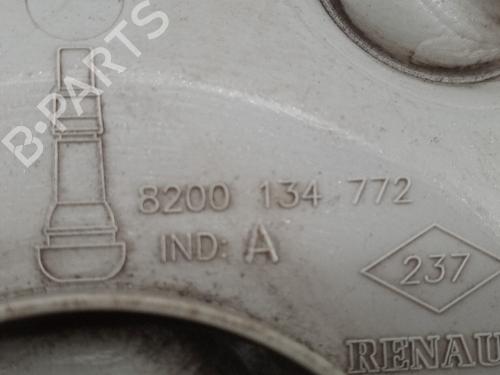 B-PARTS
8200 134 772
IND: A
237
RENAU